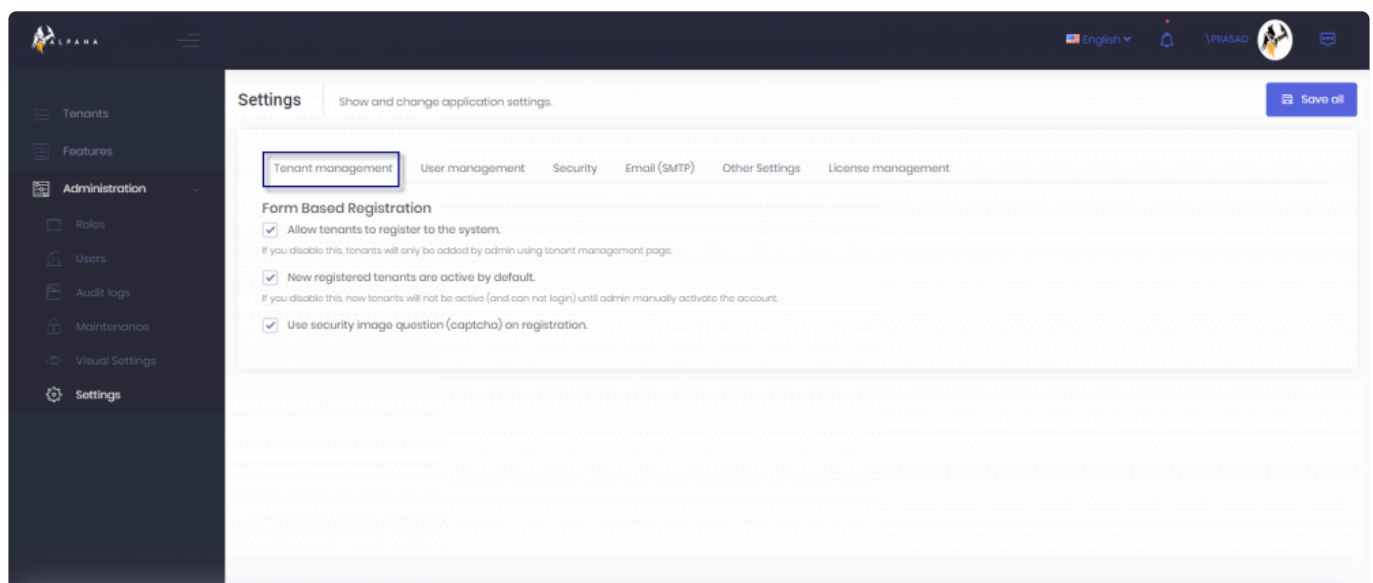 ALPANA
English
\PRASAD
Tenants
Features
Administration
Roles
Users
Audit logs
Maintenance
Visual Settings
Settings
Settings
Show and change application settings.
Save all
Tenant management User management Security Email (SMTP) Other Settings License management
Form Based Registration
Allow tenants to register to the system.
If you disable this, tenants will only be added by admin using tenant management page.
New registered tenants are active by default.
If you disable this, new tenants will not be active (and can not login) until admin manually activate the account.
Use security image question (captcha) on registration.